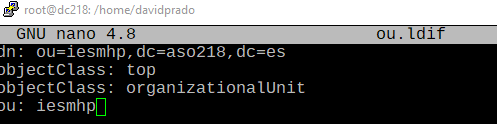 root@dc218: /home/davidprado
GNU nano 4.8 ou.ldif
dn: ou=iesmhp,dc=aso218,dc=es
objectClass: top
objectClass: organizationalUnit
ou: iesmhp